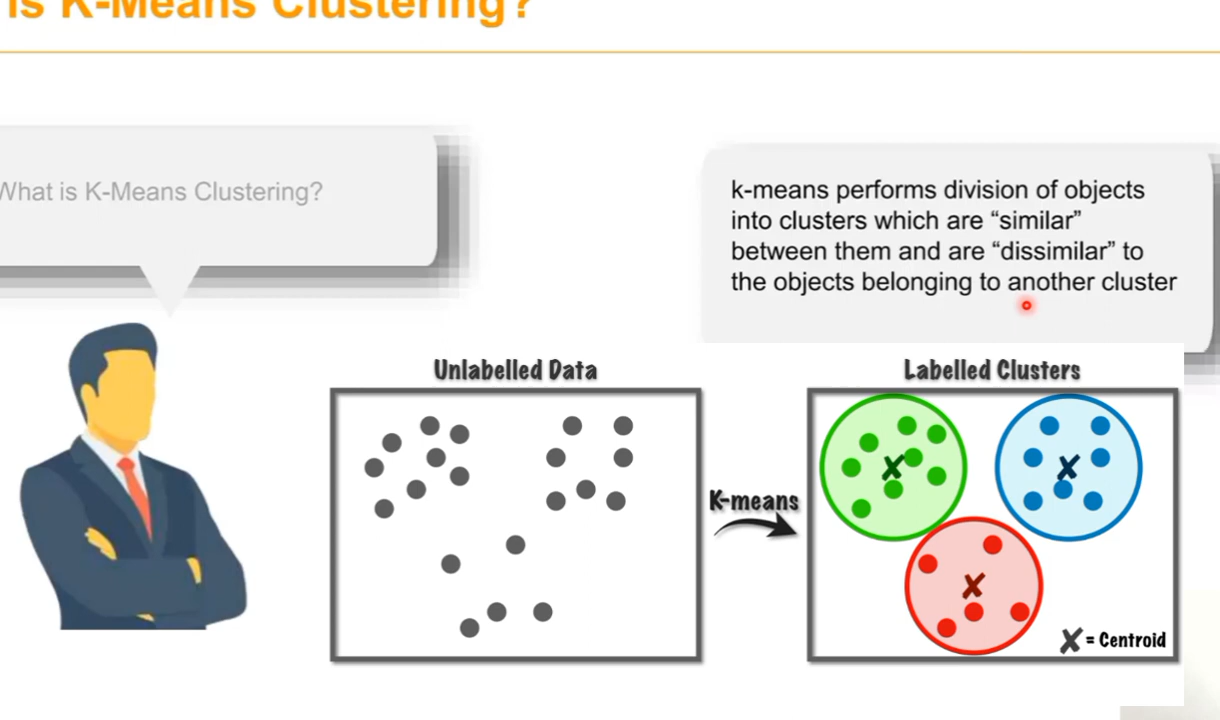 is K-Means Clustering?
What is K-Means Clustering?
k-means performs division of objects
into clusters which are “similar”
between them and are “dissimilar” to
the objects belonging to another cluster
Unlabelled Data
K-means
Labelled Clusters
X = Centroid